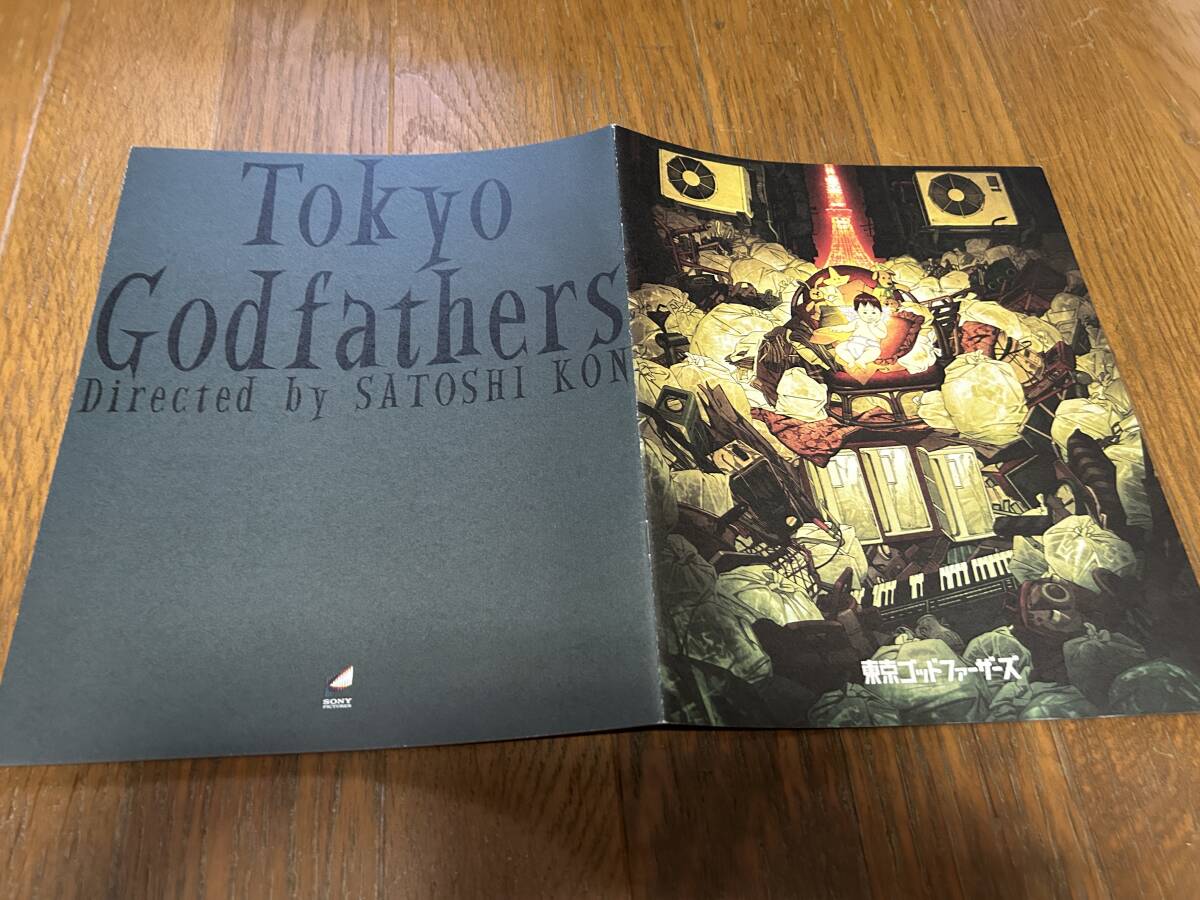 Tokyo
Godfathers
Directed by SATOSHI KON
SONY
PICTURES
東京ゴッドファーザーズ